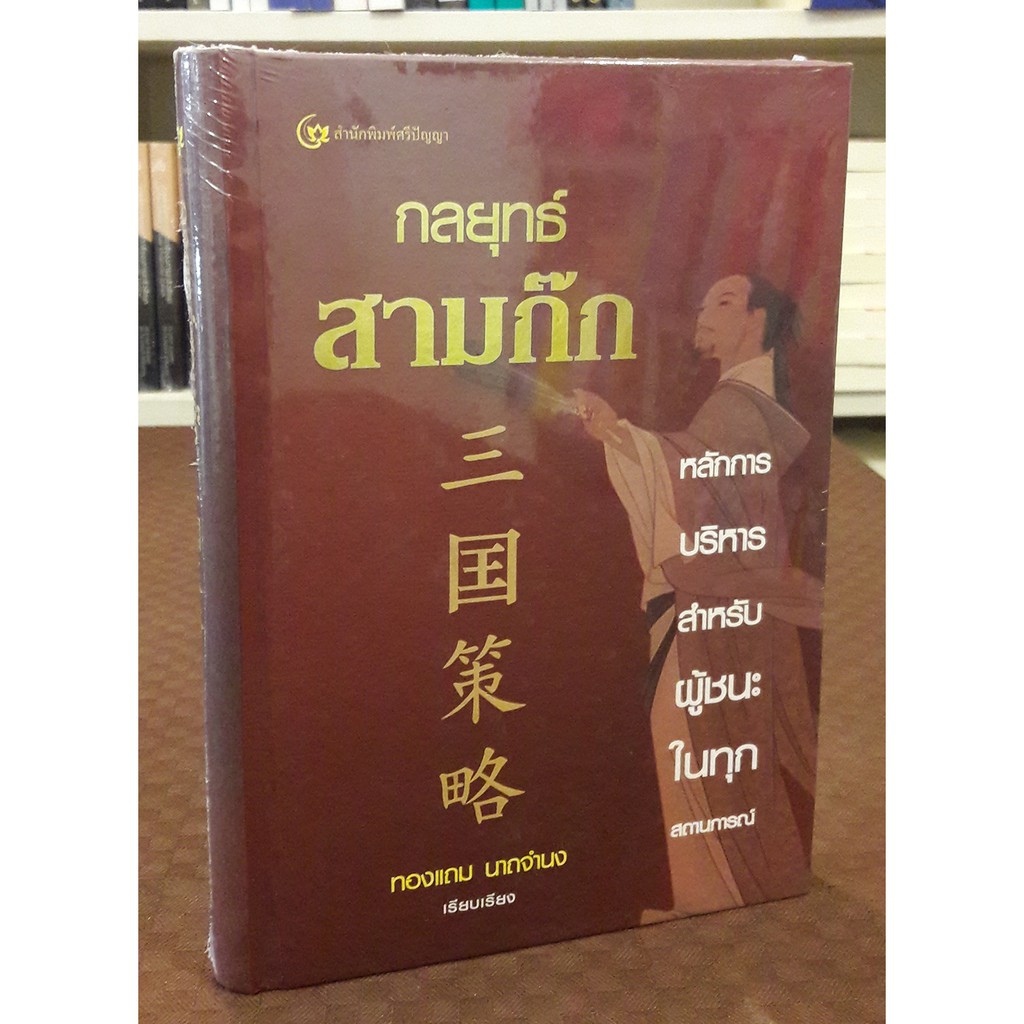 สำนักพิมพ์ศรีปัญญา
กลยุทธ์
สามก๊ก
三
国
策
略
หลักการ
บริหาร
สำหรับ
ผู้ชนะ
ในทุก
สถานการณ์
ทองแถม นาถจำนง
เรียบเรียง